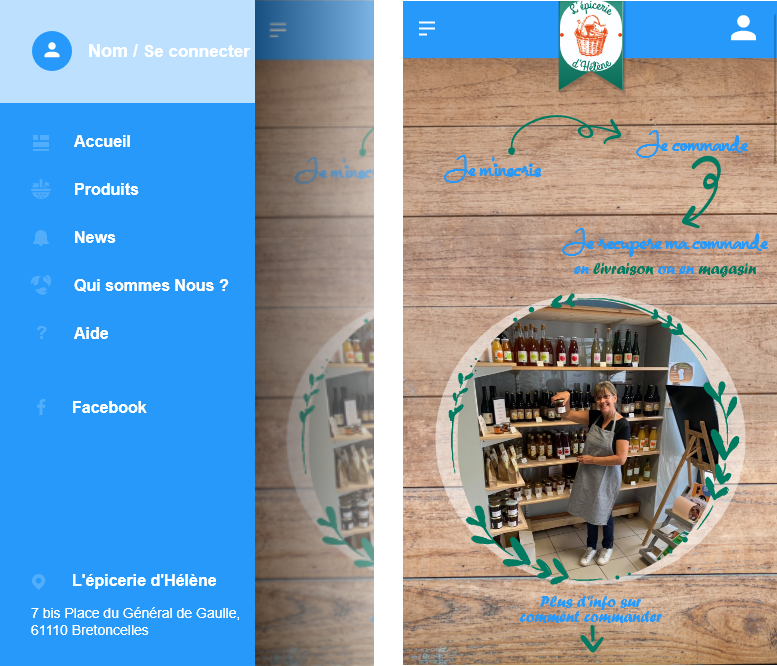 Nom / Se connecter
Accueil
Produits
News
Qui sommes Nous ?
? Aide
Facebook
L'épicerie d'Hélène
7 bis Place du Général de Gaulle,
61110 Bretoncelles
Je m'inscr
L'épicerie
d'Hélène
Je m'inscris
Je commande
Je recupere ma commande
en livraison ou en magasin
Plus d'info sur
comment commander